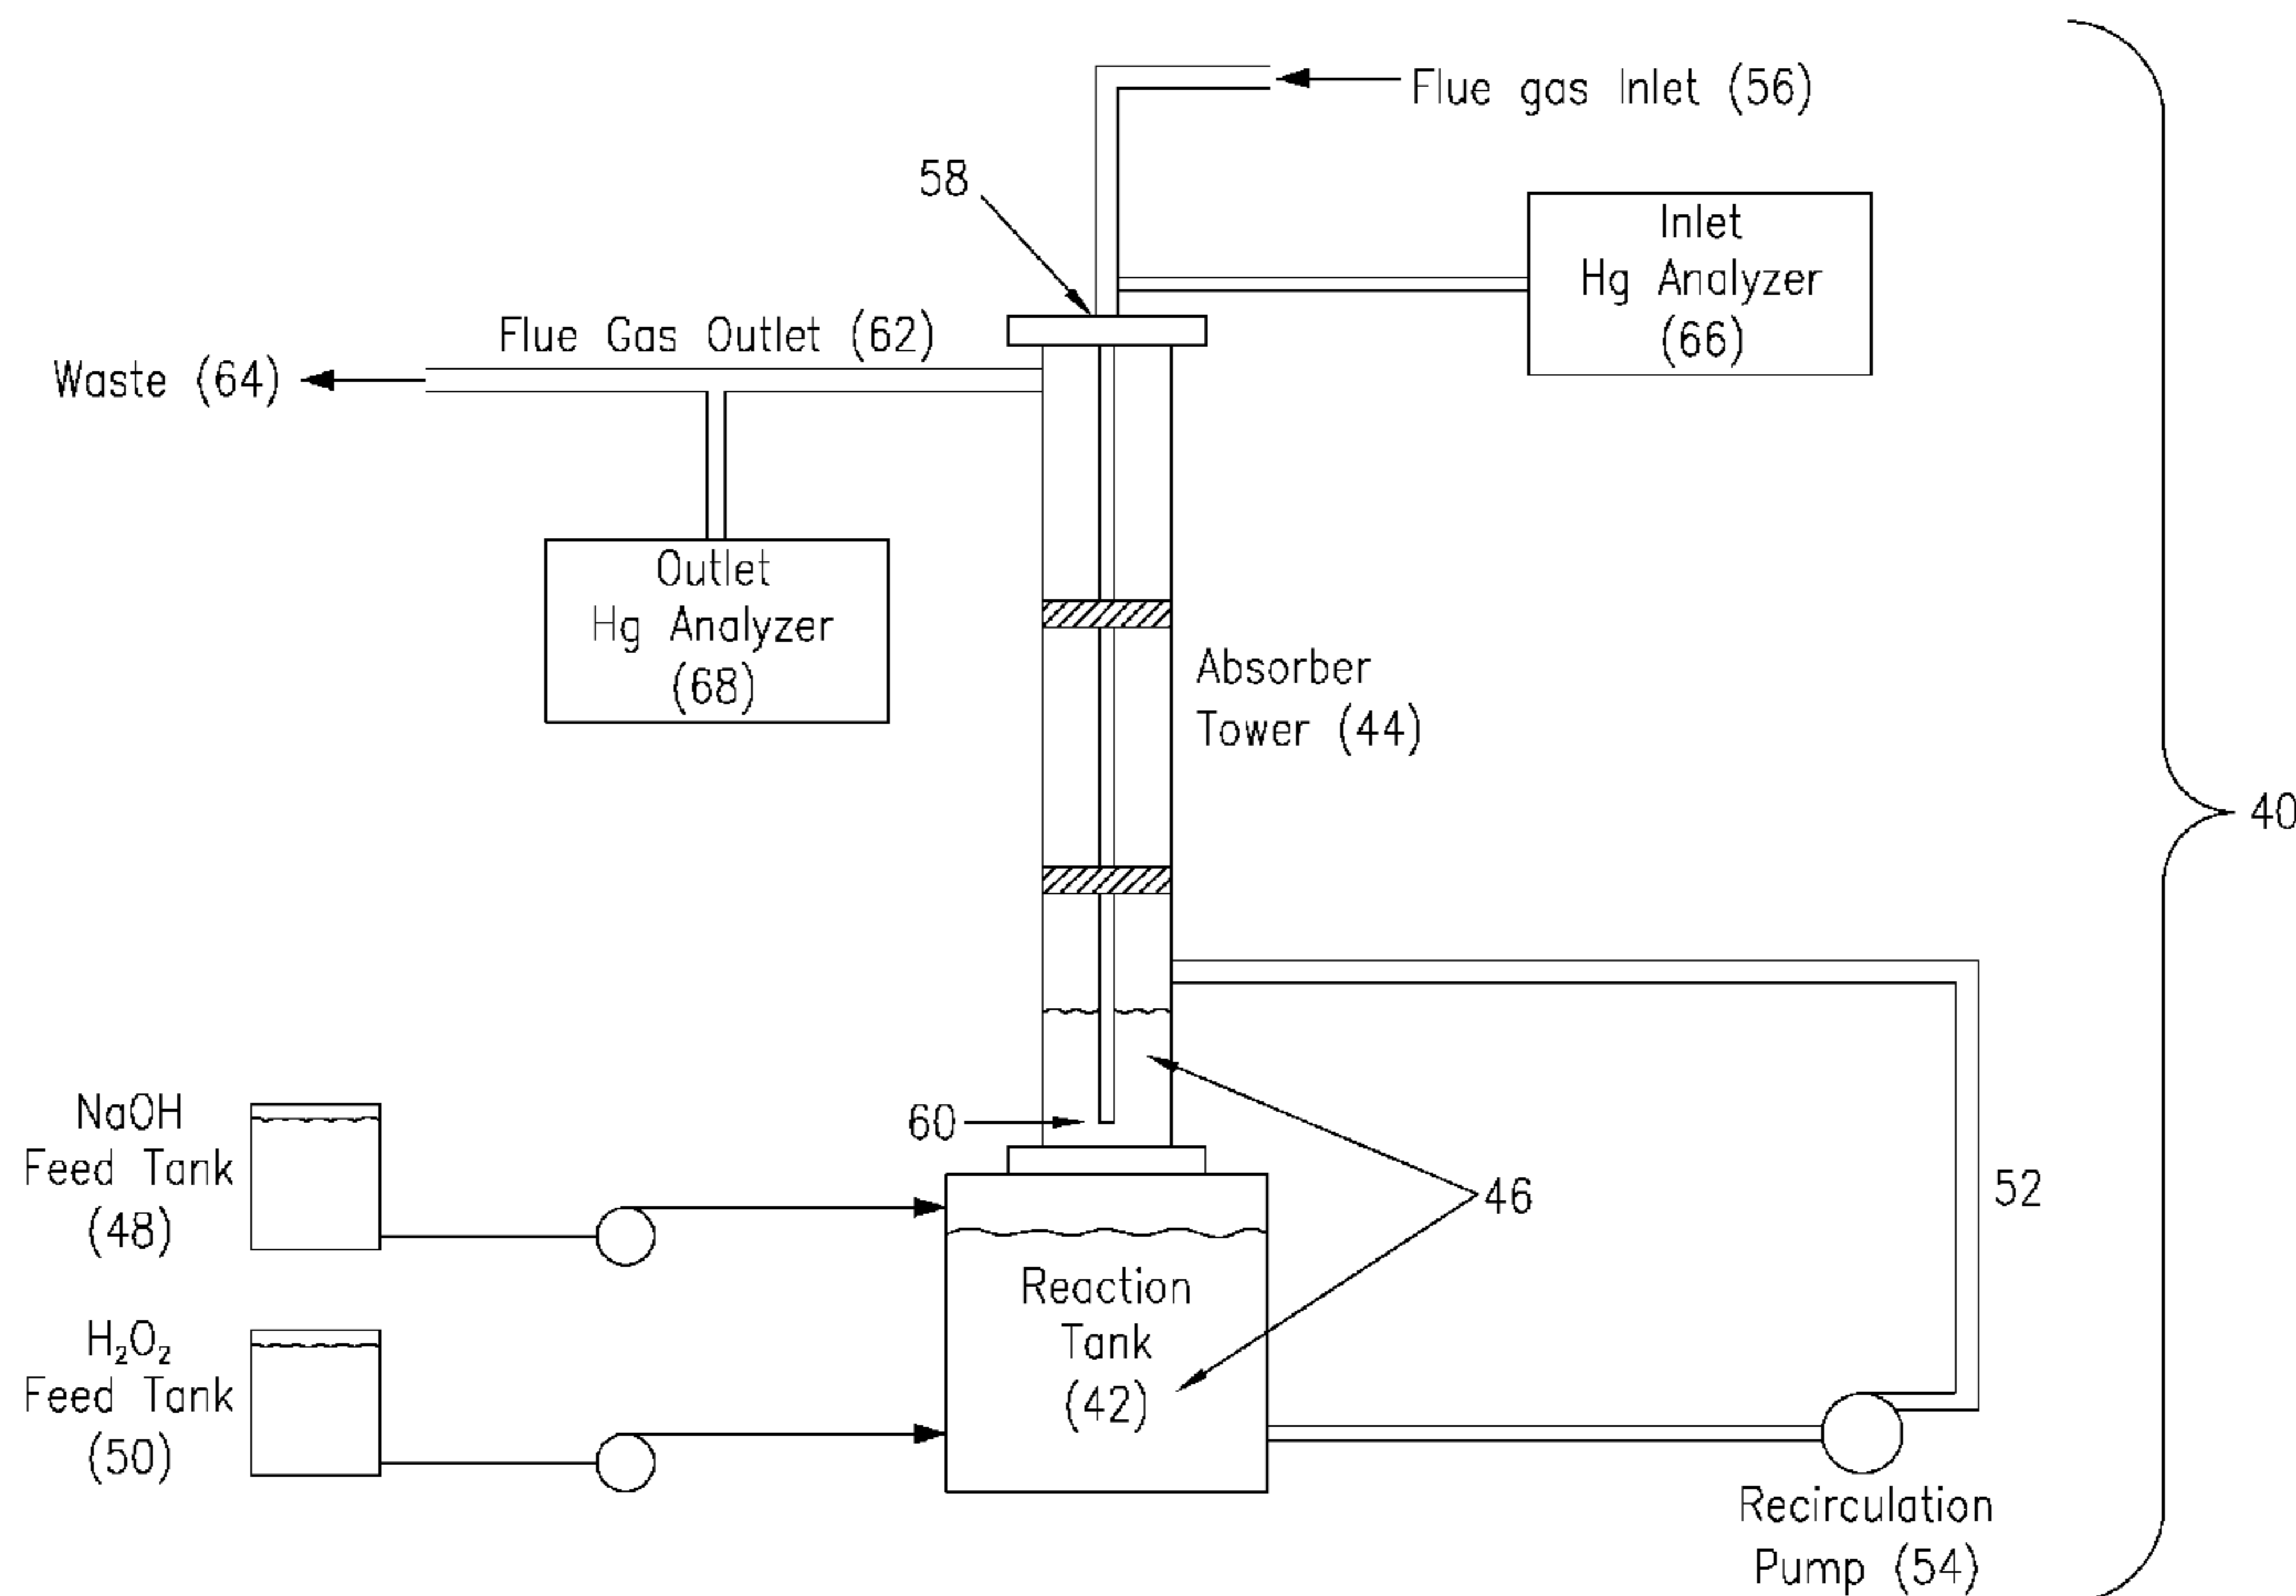 Flue gas Inlet (56)
58
Inlet
Hg Analyzer
(66)
Flue Gas Outlet (62)
Waste (64)
Outlet
Hg Analyzer
(68)
Absorber
Tower (44)
40
NaOH
Feed Tank
(48)
60
46
52
Reaction
Tank
(42)
H₂O₂
Feed Tank
(50)
Recirculation
Pump (54)